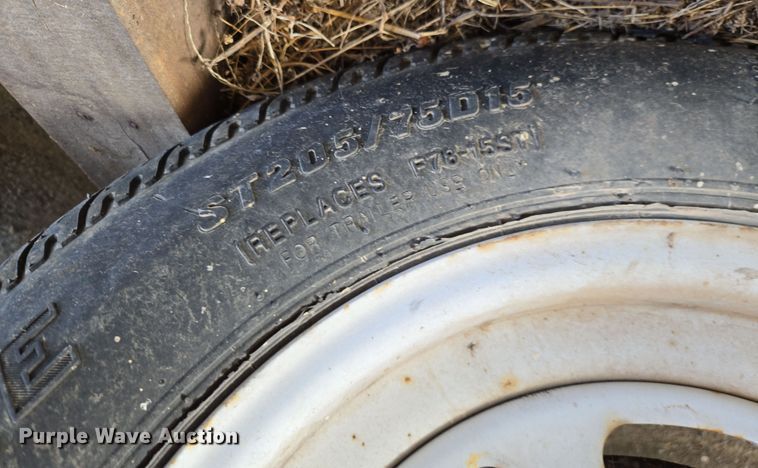 ST205/75D15
(REPLACES F78-15ST)
FOR TRAILER USE ONLY
E
Purple Wave Auction